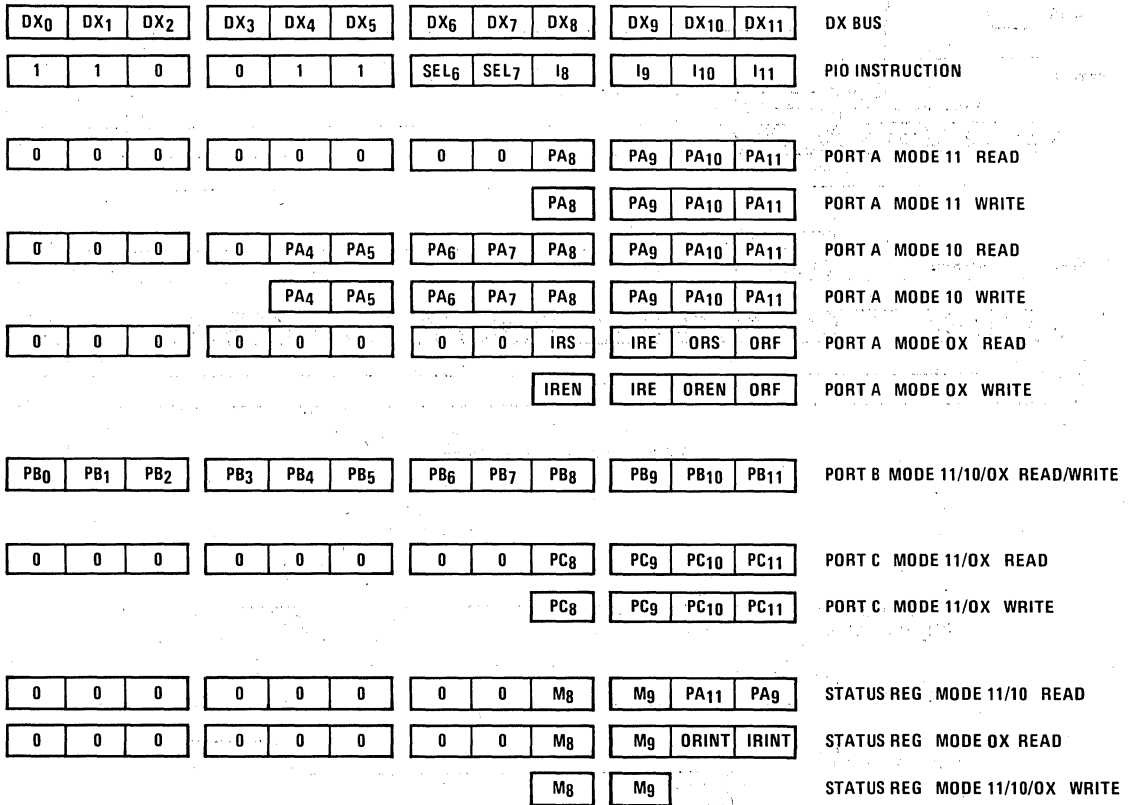 DX0 DX1 DX2 DX3 DX4 DX5 DX6 DX7 DX8 DX9 DX10 DX11 DX BUS
1 1 0 0 1 1 SEL6 SEL7 I8 I9 I10 I11 PIO INSTRUCTION
0 0 0 0 0 0 0 0 PA8 PA9 PA10 PA11 PORT A MODE 11 READ
PA8 PA9 PA10 PA11 PORT A MODE 11 WRITE
0 0 0 0 PA4 PA5 PA6 PA7 PA8 PA9 PA10 PA11 PORT A MODE 10 READ
PA4 PA5 PA6 PA7 PA8 PA9 PA10 PA11 PORT A MODE 10 WRITE
0 0 0 0 0 0 0 0 IRS IRE ORS ORF PORT A MODE OX READ
IREN IRE OREN ORF PORT A MODE OX WRITE
PB0 PB1 PB2 PB3 PB4 PB5 PB6 PB7 PB8 PB9 PB10 PB11 PORT B MODE 11/10/OX READ/WRITE
0 0 0 0 0 0 0 0 PC8 PC9 PC10 PC11 PORT C MODE 11/OX READ
PC8 PC9 PC10 PC11 PORT C MODE 11/OX WRITE
0 0 0 0 0 0 0 0 M8 M9 PA11 PA9 STATUS REG MODE 11/10 READ
0 0 0 0 0 0 0 0 M8 M9 ORINT IRINT STATUS REG MODE OX READ
M8 M9 STATUS REG MODE 11/10/OX WRITE